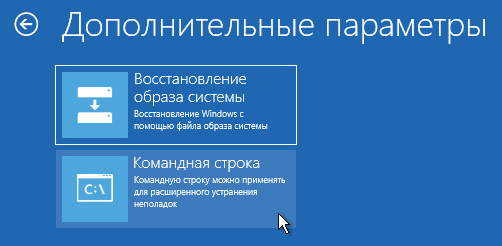 Дополнительные параметры
Восстановление
образа системы
Восстановление Windows с
помощью файла образа системы
C:\
Командная строка
Командную строку можно применять
для расширенного устранения
неполадок